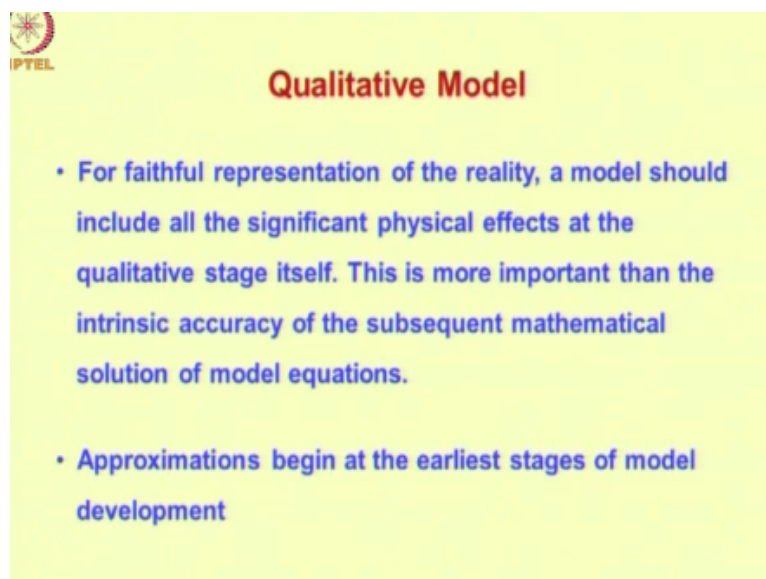 IPTEL
Qualitative Model
• For faithful representation of the reality, a model should
include all the significant physical effects at the
qualitative stage itself. This is more important than the
intrinsic accuracy of the subsequent mathematical
solution of model equations.
• Approximations begin at the earliest stages of model
development